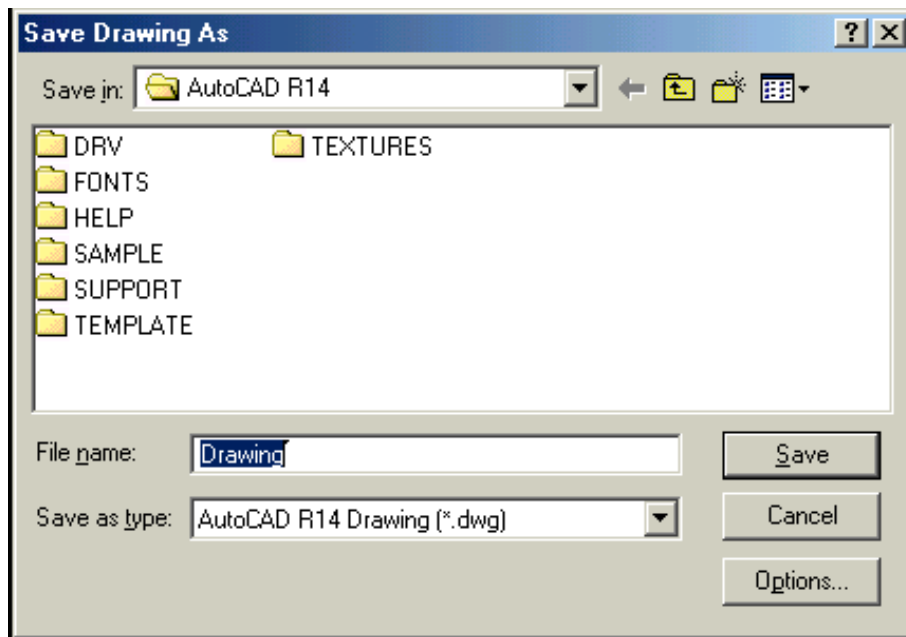 Save Drawing As
Save in: AutoCAD R14
DRV TEXTURES
FONTS
HELP
SAMPLE
SUPPORT
TEMPLATE
File name: Drawing Save
Save as type: AutoCAD R14 Drawing (*.dwg) Cancel
Options...